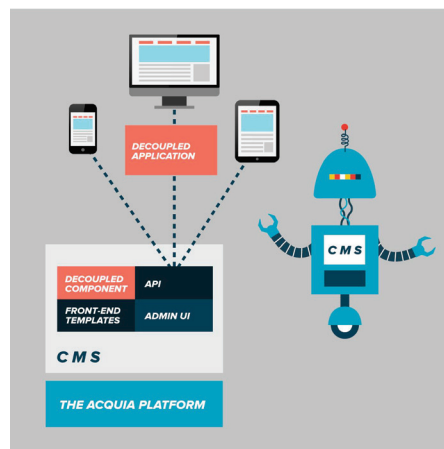 DECOUPLED
APPLICATION
DECOUPLED
COMPONENT
API
FRONT-END
TEMPLATES
ADMIN UI
CMS
THE ACQUIA PLATFORM
CMS